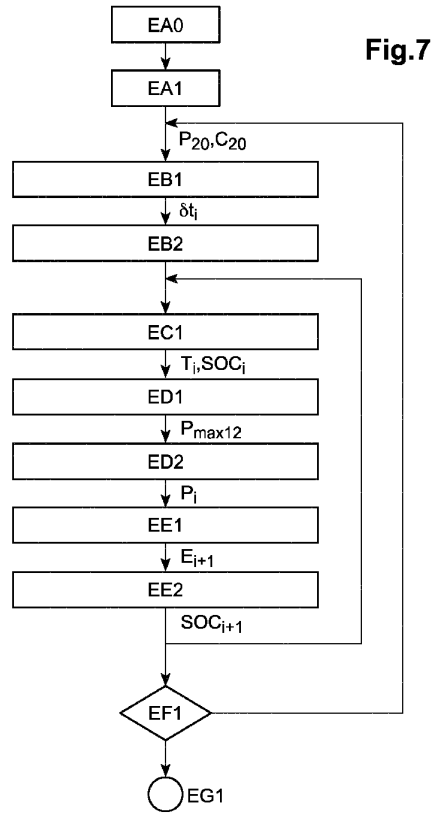 EA0
Fig.7
EA1
P20,C20
EB1
δti
EB2
EC1
Ti,SOCi
ED1
Pmax12
ED2
Pi
EE1
Ei+1
EE2
SOCi+1
EF1
EG1